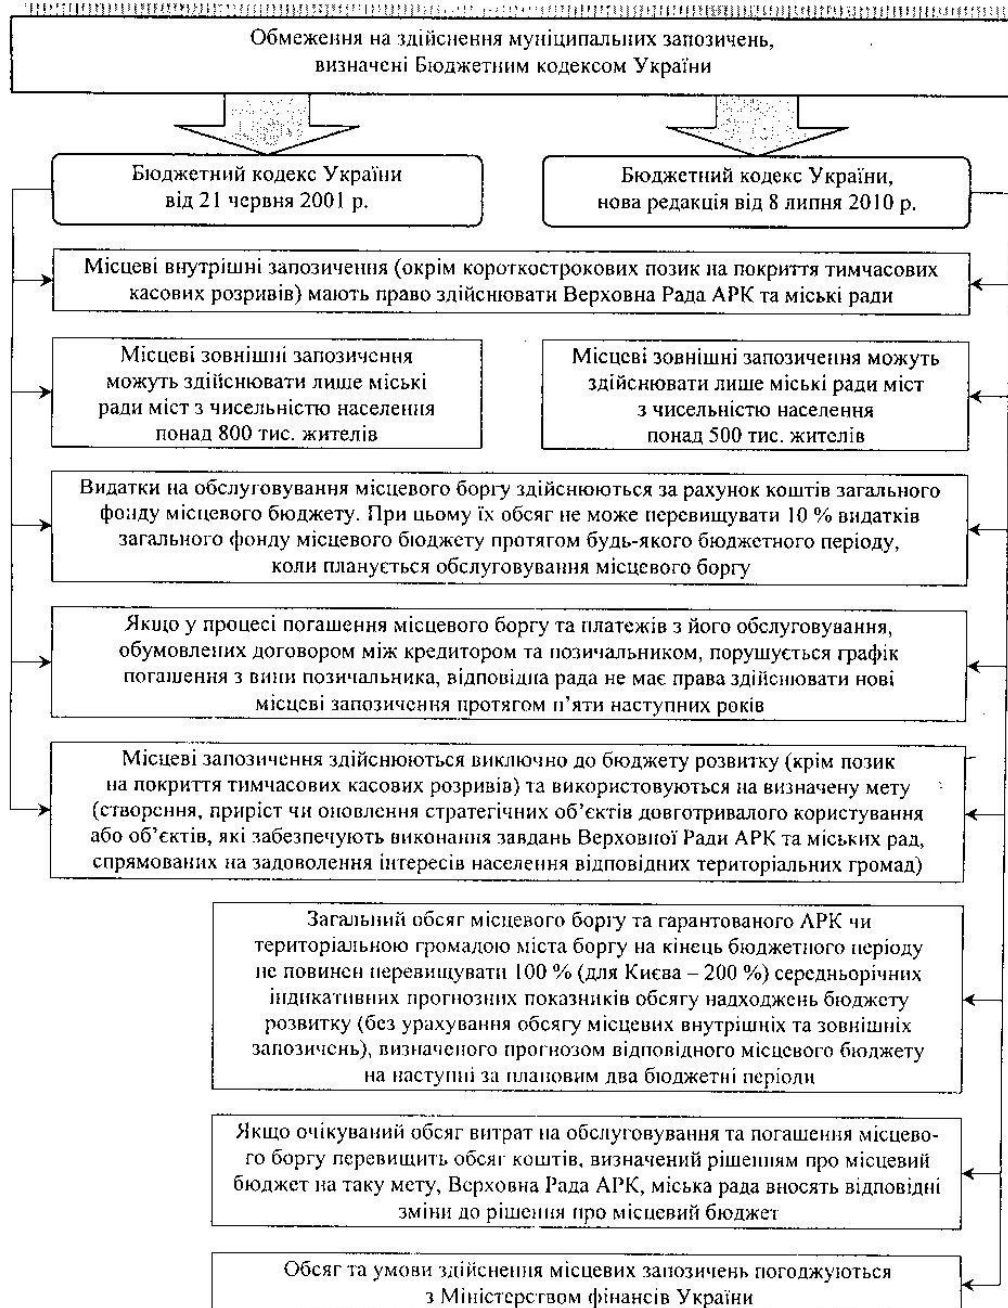 Обмеження на здійснення муніципальних запозичень,
визначені Бюджетним кодексом України
Бюджетний кодекс України
від 21 червня 2001 р.
Бюджетний кодекс України,
нова редакція від 8 липня 2010 р.
Місцеві внутрішні запозичення (окрім короткострокових позик на покриття тимчасових
касових розривів) мають право здійснювати Верховна Рада АРК та міські ради
Місцеві зовнішні запозичення
можуть здійснювати лише міські
ради міст з чисельністю населення
понад 800 тис. жителів
Місцеві зовнішні запозичення можуть
здійснювати лише міські ради міст
з чисельністю населення
понад 500 тис. жителів
Видатки на обслуговування місцевого боргу здійснюються за рахунок коштів загального
фонду місцевого бюджету. При цьому їх обсяг не може перевищувати 10 % видатків
загального фонду місцевого бюджету протягом будь-якого бюджетного періоду,
коли планується обслуговування місцевого боргу
Якщо у процесі погашення місцевого боргу та платежів з його обслуговування,
обумовлених договором між кредитором та позичальником, порушується графік
погашення з вини позичальника, відповідна рада не має права здійснювати нові
місцеві запозичення протягом п’яти наступних років
Місцеві запозичення здійснюються виключно до бюджету розвитку (крім позик
на покриття тимчасових касових розривів) та використовуються на визначену мету
(створення, приріст чи оновлення стратегічних об’єктів довготривалого користування
або об’єктів, які забезпечують виконання завдань Верховної Ради АРК та міських рад,
спрямованих на задоволення інтересів населення відповідних територіальних громад)
Загальний обсяг місцевого боргу та гарантованого АРК чи
територіальною громадою міста боргу на кінець бюджетного періоду
не повинен перевищувати 100 % (для Києва – 200 %) середньорічних
індикативних прогнозних показників обсягу надходжень бюджету
розвитку (без урахування обсягу місцевих внутрішніх та зовнішніх
запозичень), визначеного прогнозом відповідного місцевого бюджету
на наступні за плановим два бюджетні періоди
Якщо очікуваний обсяг витрат на обслуговування та погашення місцево-
го боргу перевищить обсяг коштів, визначений рішенням про місцевий
бюджет на таку мету, Верховна Рада АРК, міська рада вносять відповідні
зміни до рішення про місцевий бюджет
Обсяг та умови здійснення місцевих запозичень погоджуються
з Міністерством фінансів України